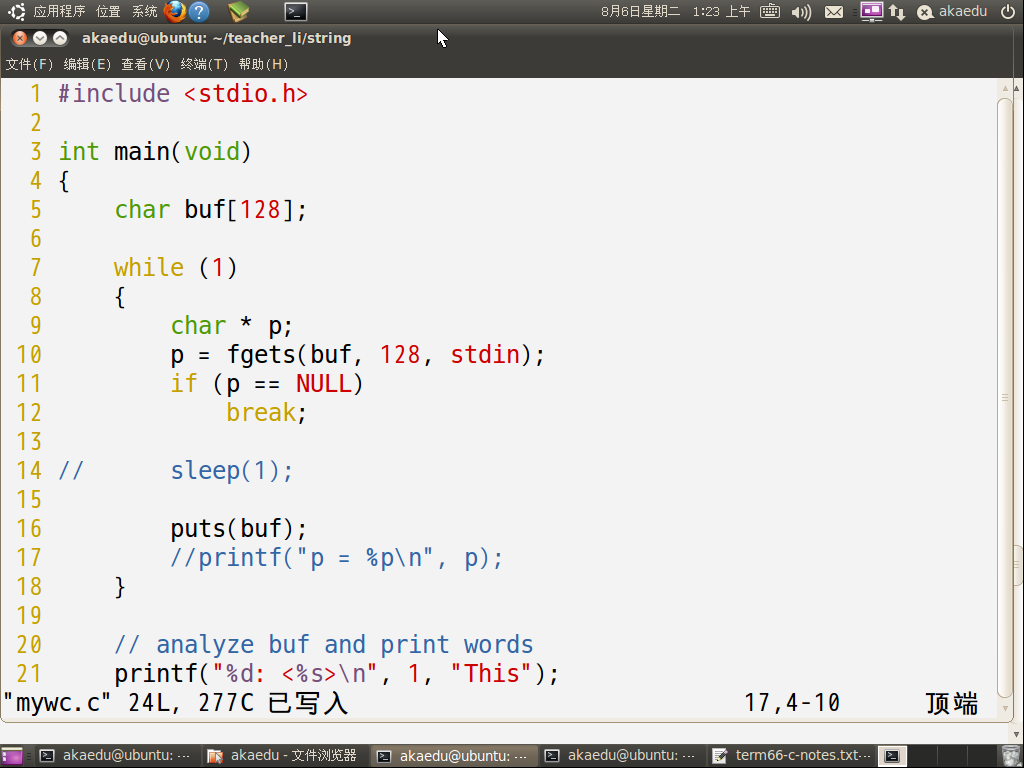 应用程序 位置 系统 8月6日星期二 1:23 上午 akaedu
akaedu@ubuntu: ~/teacher_li/string
文件(F) 编辑(E) 查看(V) 终端(T) 帮助(H)
1 #include <stdio.h>
2
3 int main(void)
4 {
5 char buf[128];
6
7 while (1)
8 {
9 char * p;
10 p = fgets(buf, 128, stdin);
11 if (p == NULL)
12 break;
13
14 // sleep(1);
15
16 puts(buf);
17 //printf("p = %p\n", p);
18 }
19
20 // analyze buf and print words
21 printf("%d: <%s>\n", 1, "This");
"mywc.c" 24L, 277C 已写入 17,4-10 顶端
akaedu@ubuntu: ... akaedu - 文件浏览器 akaedu@ubuntu: ... akaedu@ubuntu: ... term66-c-notes.txt...